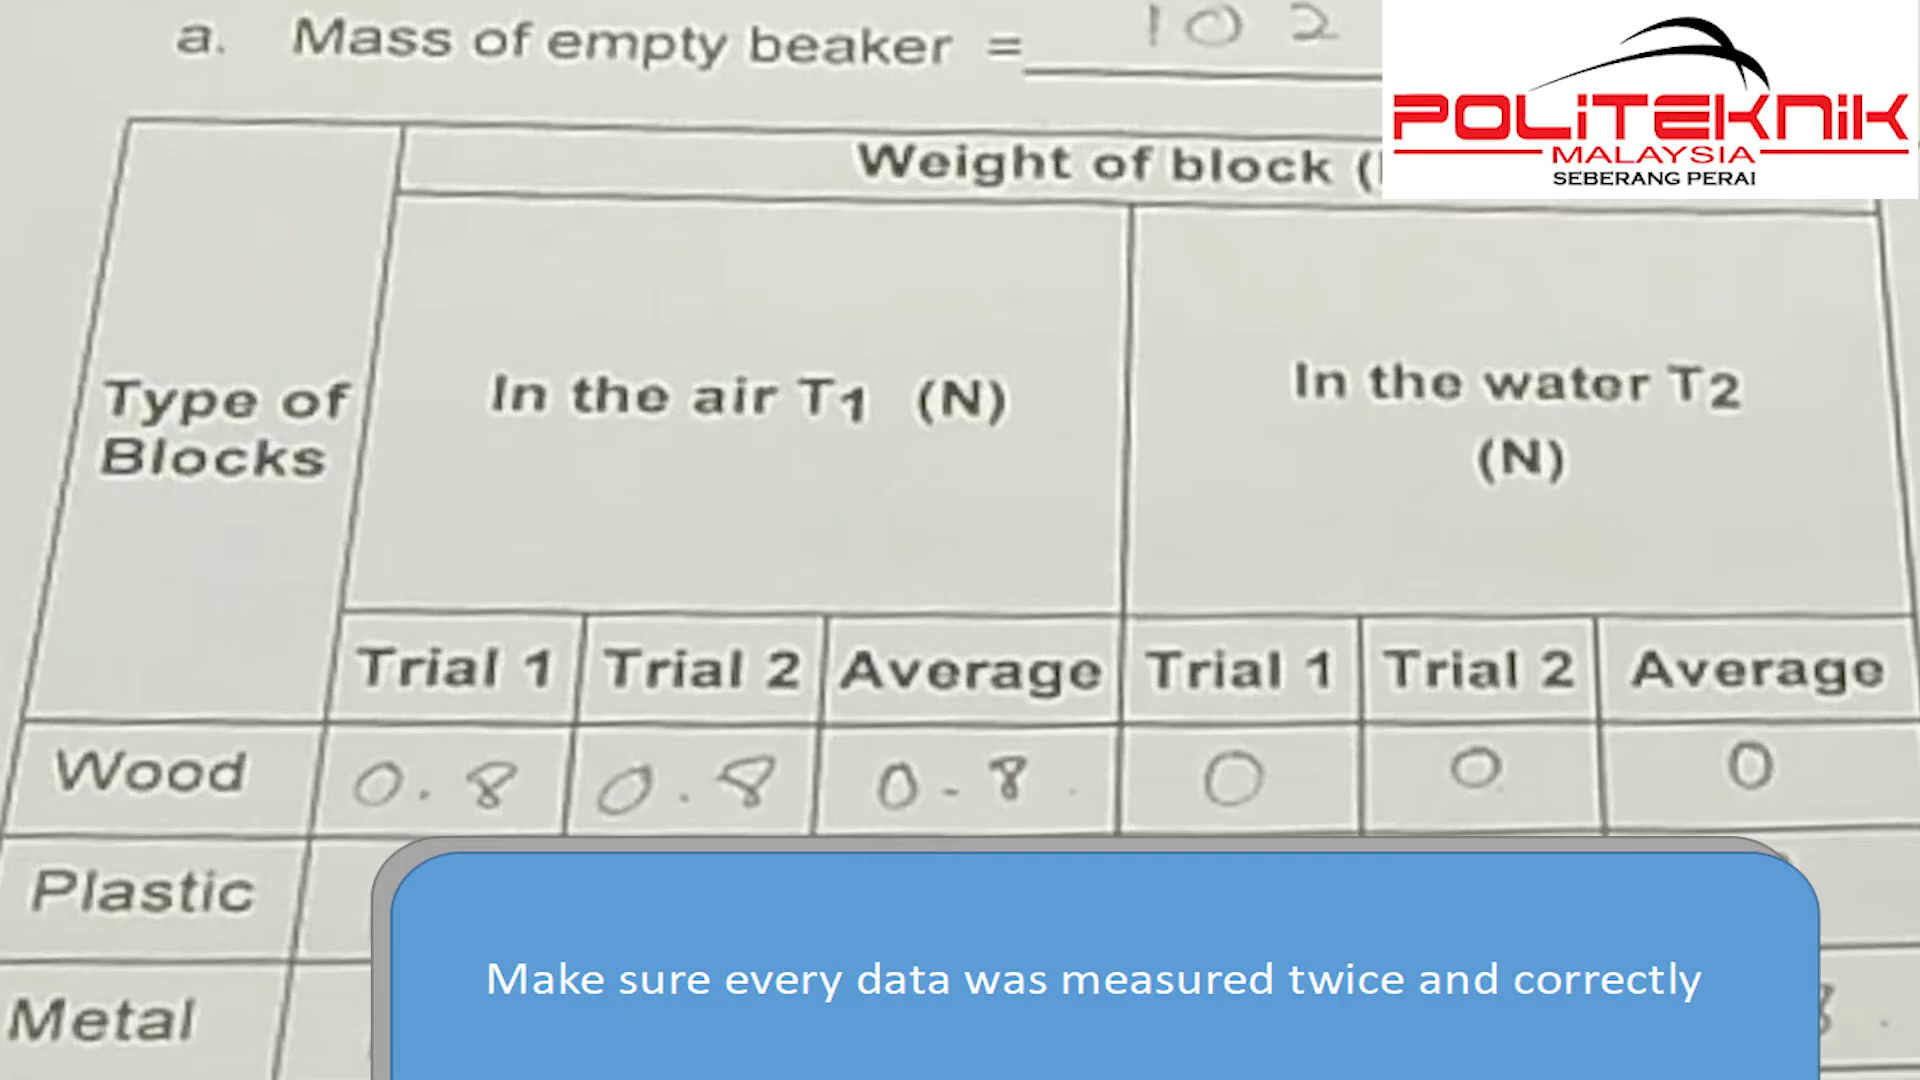 a. Mass of empty beaker = 102
POLITEKNIK
MALAYSIA
SEBERANG PERAI
Weight of block (
Type of
Blocks
In the air T1 (N)
In the water T2
(N)
Trial 1 Trial 2 Average Trial 1 Trial 2 Average
Wood 0.8 0.8 0.8 0 0 0
Plastic
Metal
Make sure every data was measured twice and correctly